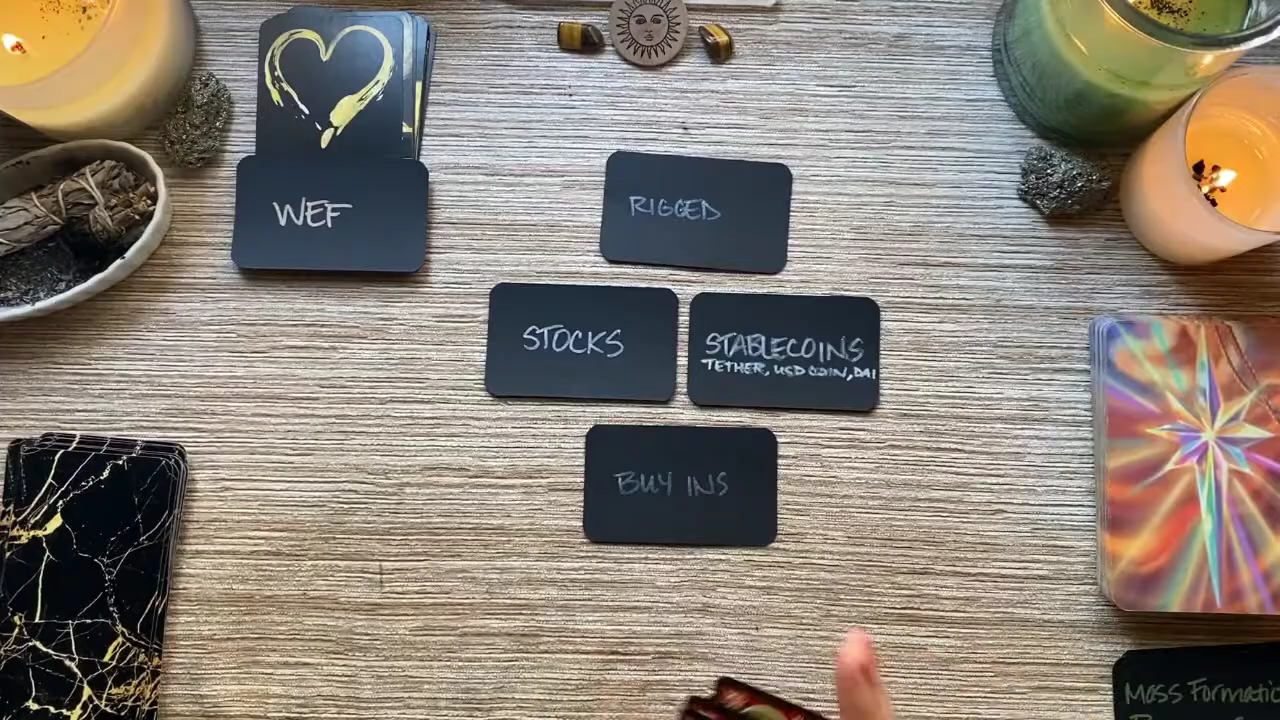 WEF
RIGGED
STOCKS
STABLECOINS
TETHER, USD COIN, DAI
BUY INS
Mass Formatio